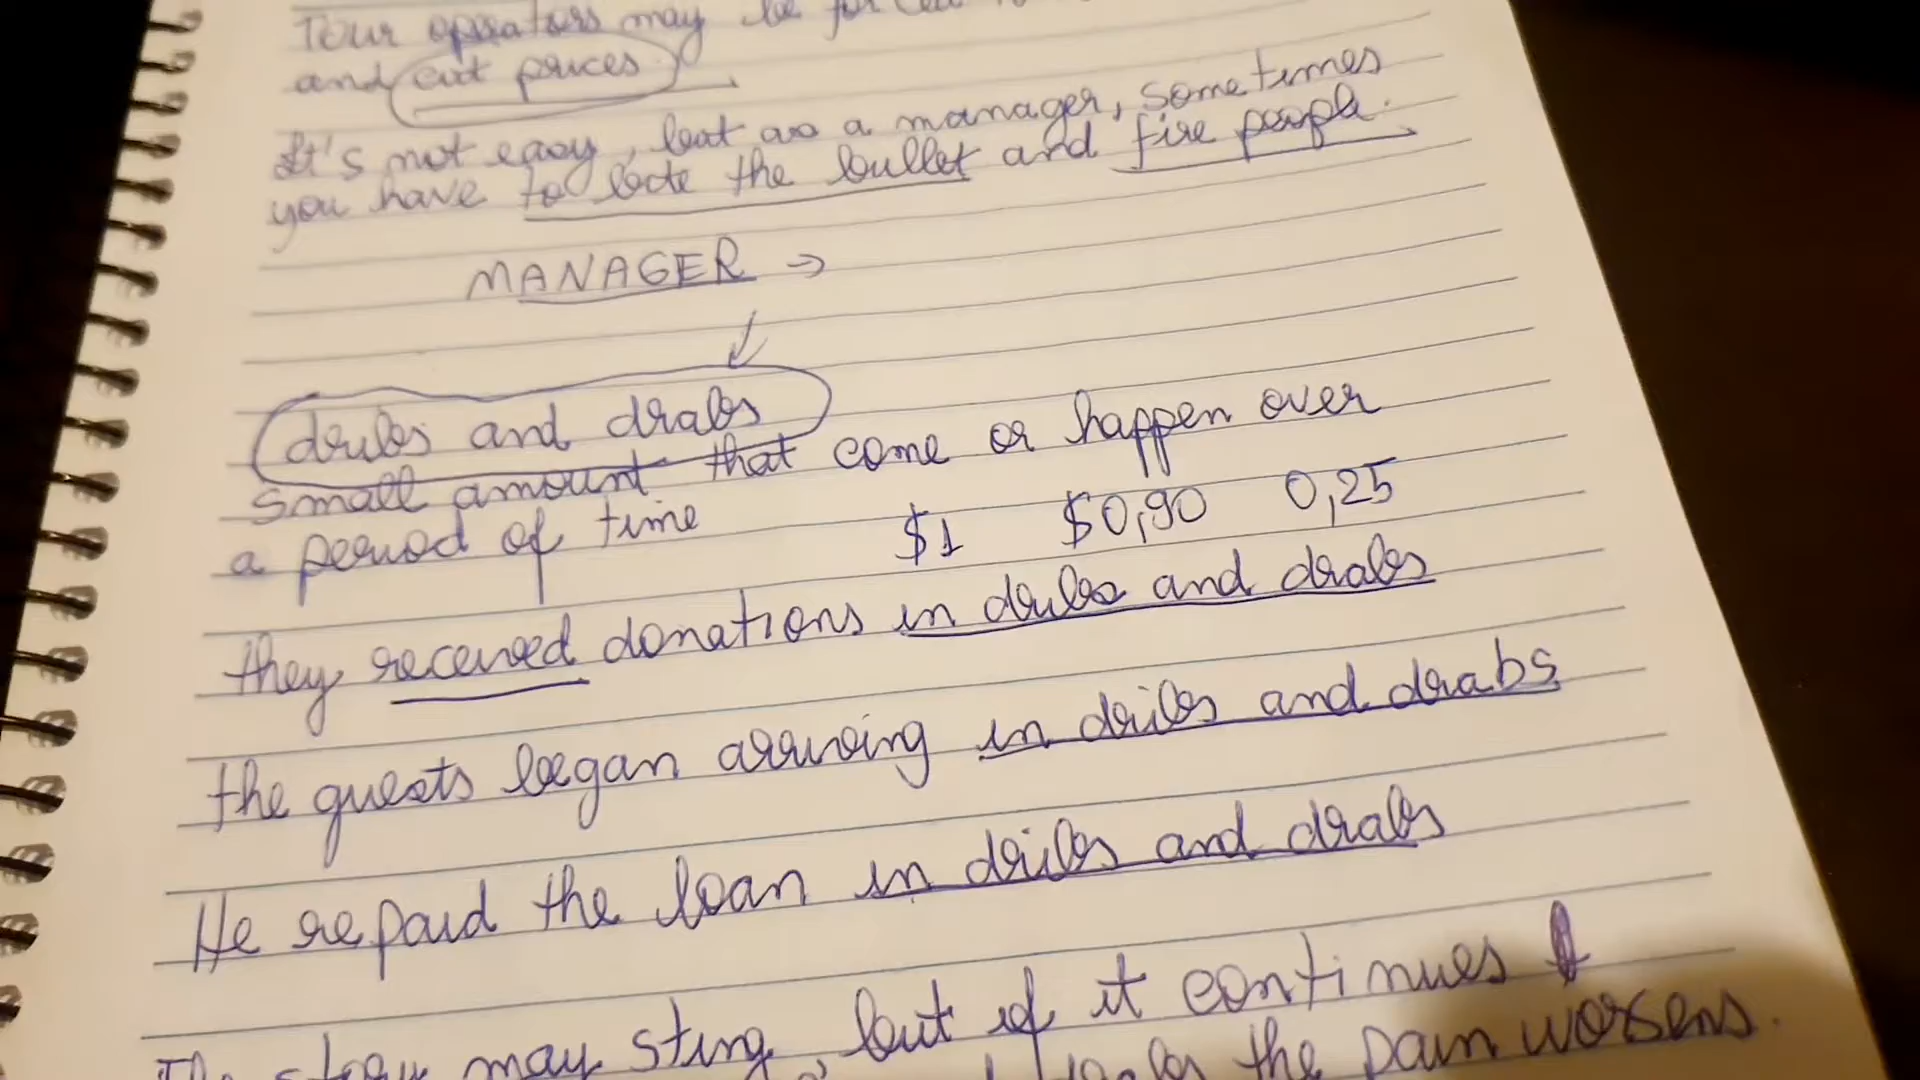 Tour operators may be forced
and cut prices
It's not easy, but as a manager, sometimes
you have to bite the bullet and fire people.
MANAGER →
dribs and drabs
small amount that come or happen over
a period of time
$1 $0,90 0,25
they received donations in dribs and drabs
the guests began arriving in dribs and drabs
He repaid the loan in dribs and drabs
may sting, but if it continues
the pain worsens.